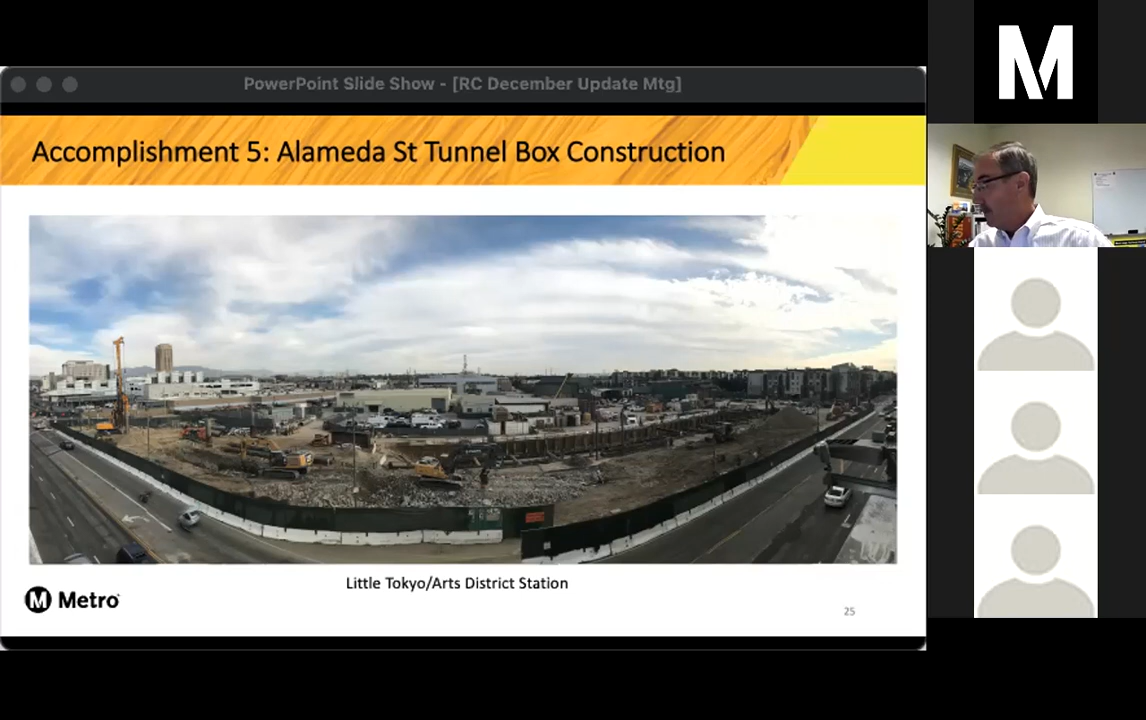 PowerPoint Slide Show - [RC December Update Mtg]
Accomplishment 5: Alameda St Tunnel Box Construction
Little Tokyo/Arts District Station
M Metro
25
M